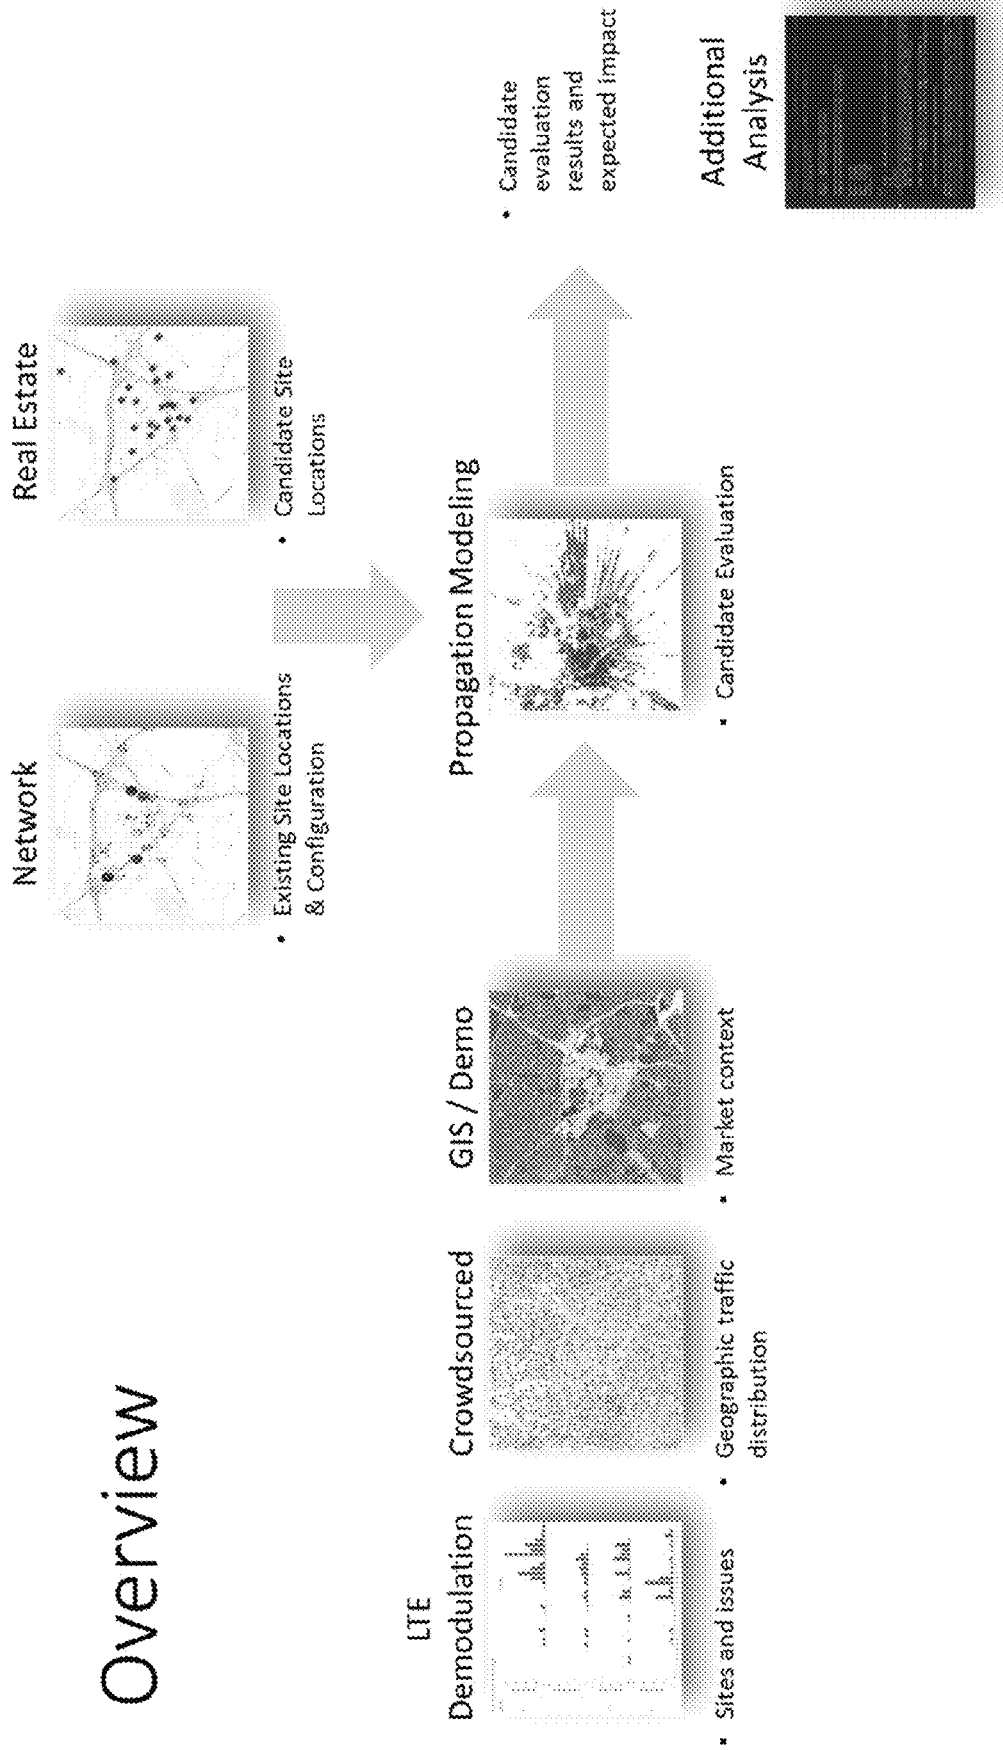 Overview
Network
• Existing Site Locations
& Configuration
Real Estate
• Candidate Site
Locations
LTE
Demodulation
• Sites and issues
Crowdsourced
• Geographic traffic
distribution
GIS / Demo
• Market context
Propagation Modeling
• Candidate Evaluation
• Candidate
evaluation
results and
expected impact
Additional
Analysis